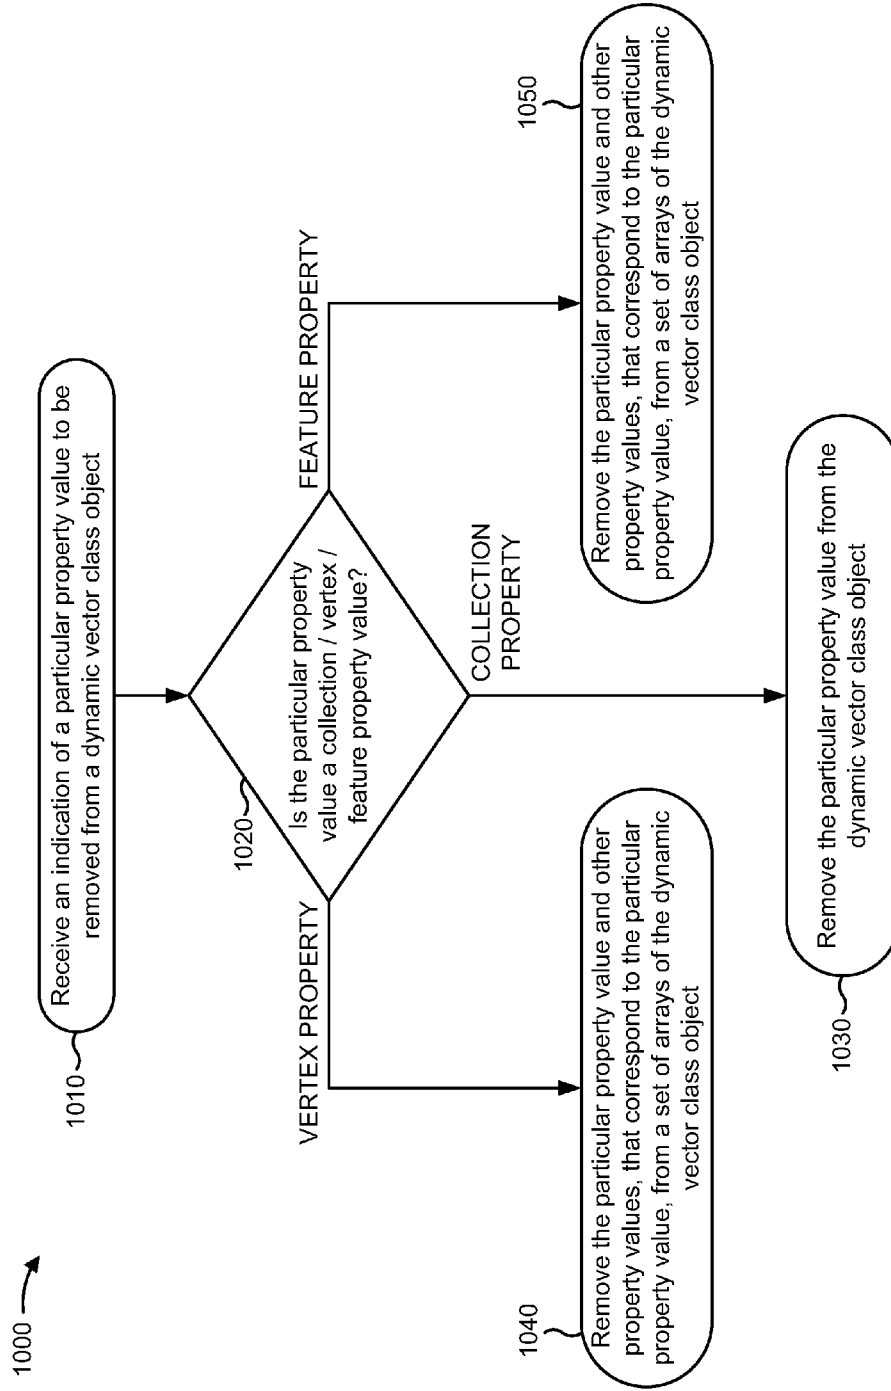 1000
1010
Receive an indication of a particular property value to be
removed from a dynamic vector class object
1020
Is the particular property
value a collection / vertex /
feature property value?
VERTEX PROPERTY
FEATURE PROPERTY
COLLECTION
PROPERTY
1040
Remove the particular property value and other
property values, that correspond to the particular
property value, from a set of arrays of the dynamic
vector class object
1050
Remove the particular property value and other
property values, that correspond to the particular
property value, from a set of arrays of the dynamic
vector class object
1030
Remove the particular property value from the
dynamic vector class object